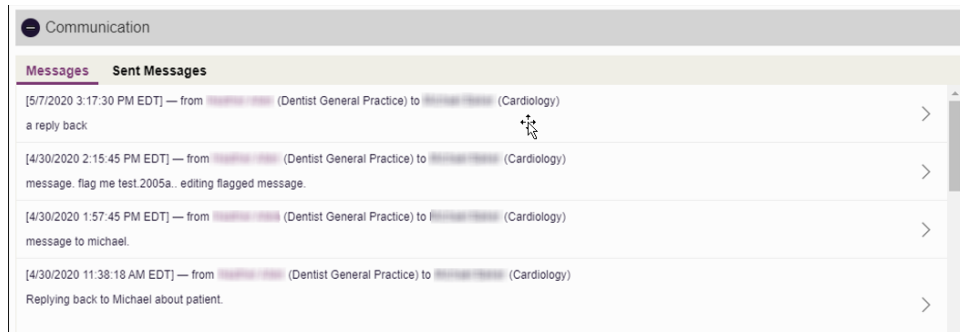 Communication
Messages Sent Messages
[5/7/2020 3:17:30 PM EDT] — from (Dentist General Practice) to (Cardiology)
a reply back
[4/30/2020 2:15:45 PM EDT] — from (Dentist General Practice) to (Cardiology)
message. flag me test.2005a.. editing flagged message.
[4/30/2020 1:57:45 PM EDT] — from (Dentist General Practice) to (Cardiology)
message to michael.
[4/30/2020 11:38:18 AM EDT] — from (Dentist General Practice) to (Cardiology)
Replying back to Michael about patient.